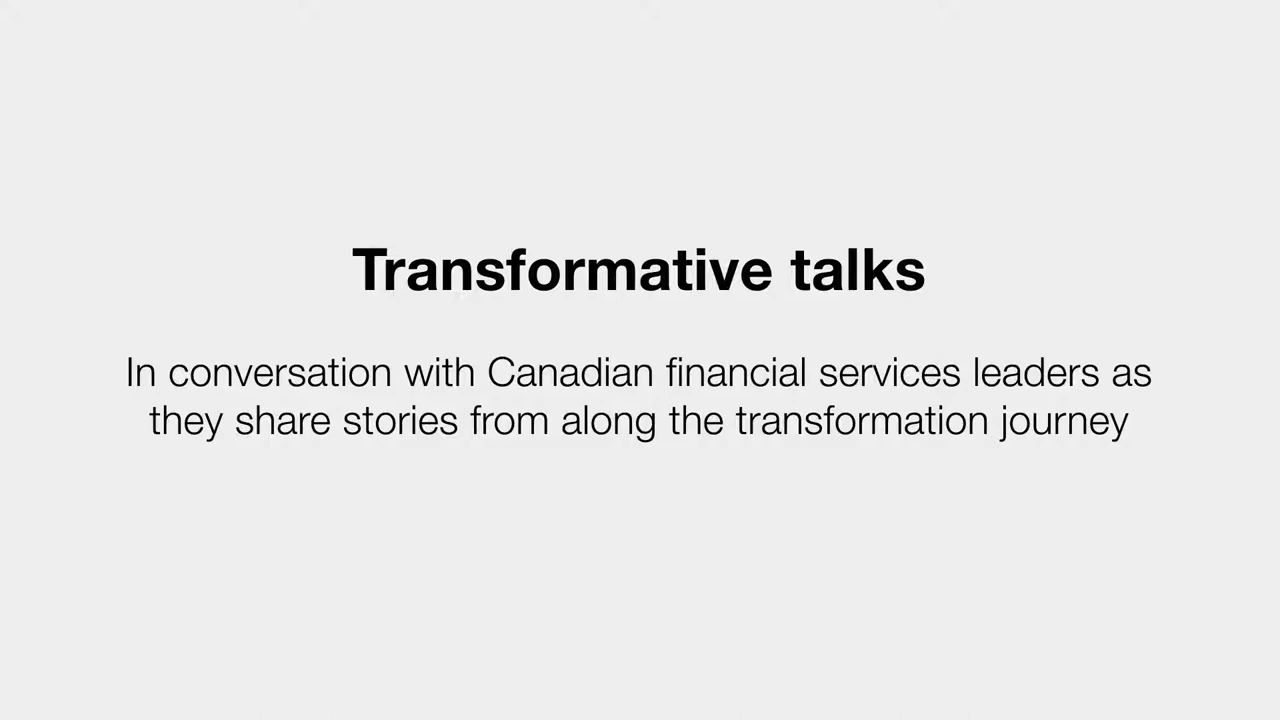 Transformative talks
In conversation with Canadian financial services leaders as
they share stories from along the transformation journey